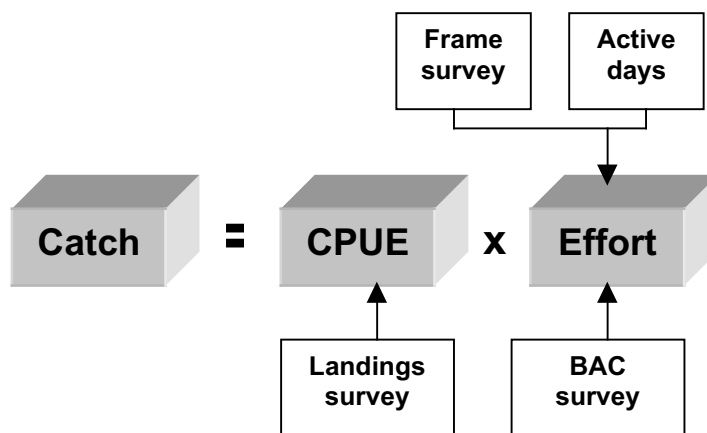 Frame
survey
Active
days
Catch = CPUE x Effort
Landings
survey
BAC
survey